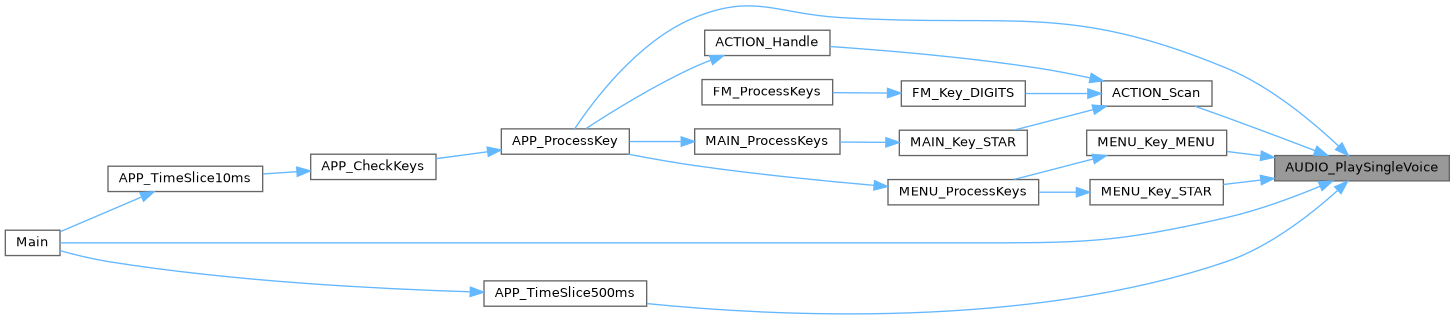 ACTION_Handle
FM_ProcessKeys
FM_Key_DIGITS
ACTION_Scan
APP_ProcessKey
MAIN_ProcessKeys
MAIN_Key_STAR
MENU_Key_MENU
APP_TimeSlice10ms
APP_CheckKeys
AUDIO_PlaySingleVoice
MENU_ProcessKeys
MENU_Key_STAR
Main
APP_TimeSlice500ms